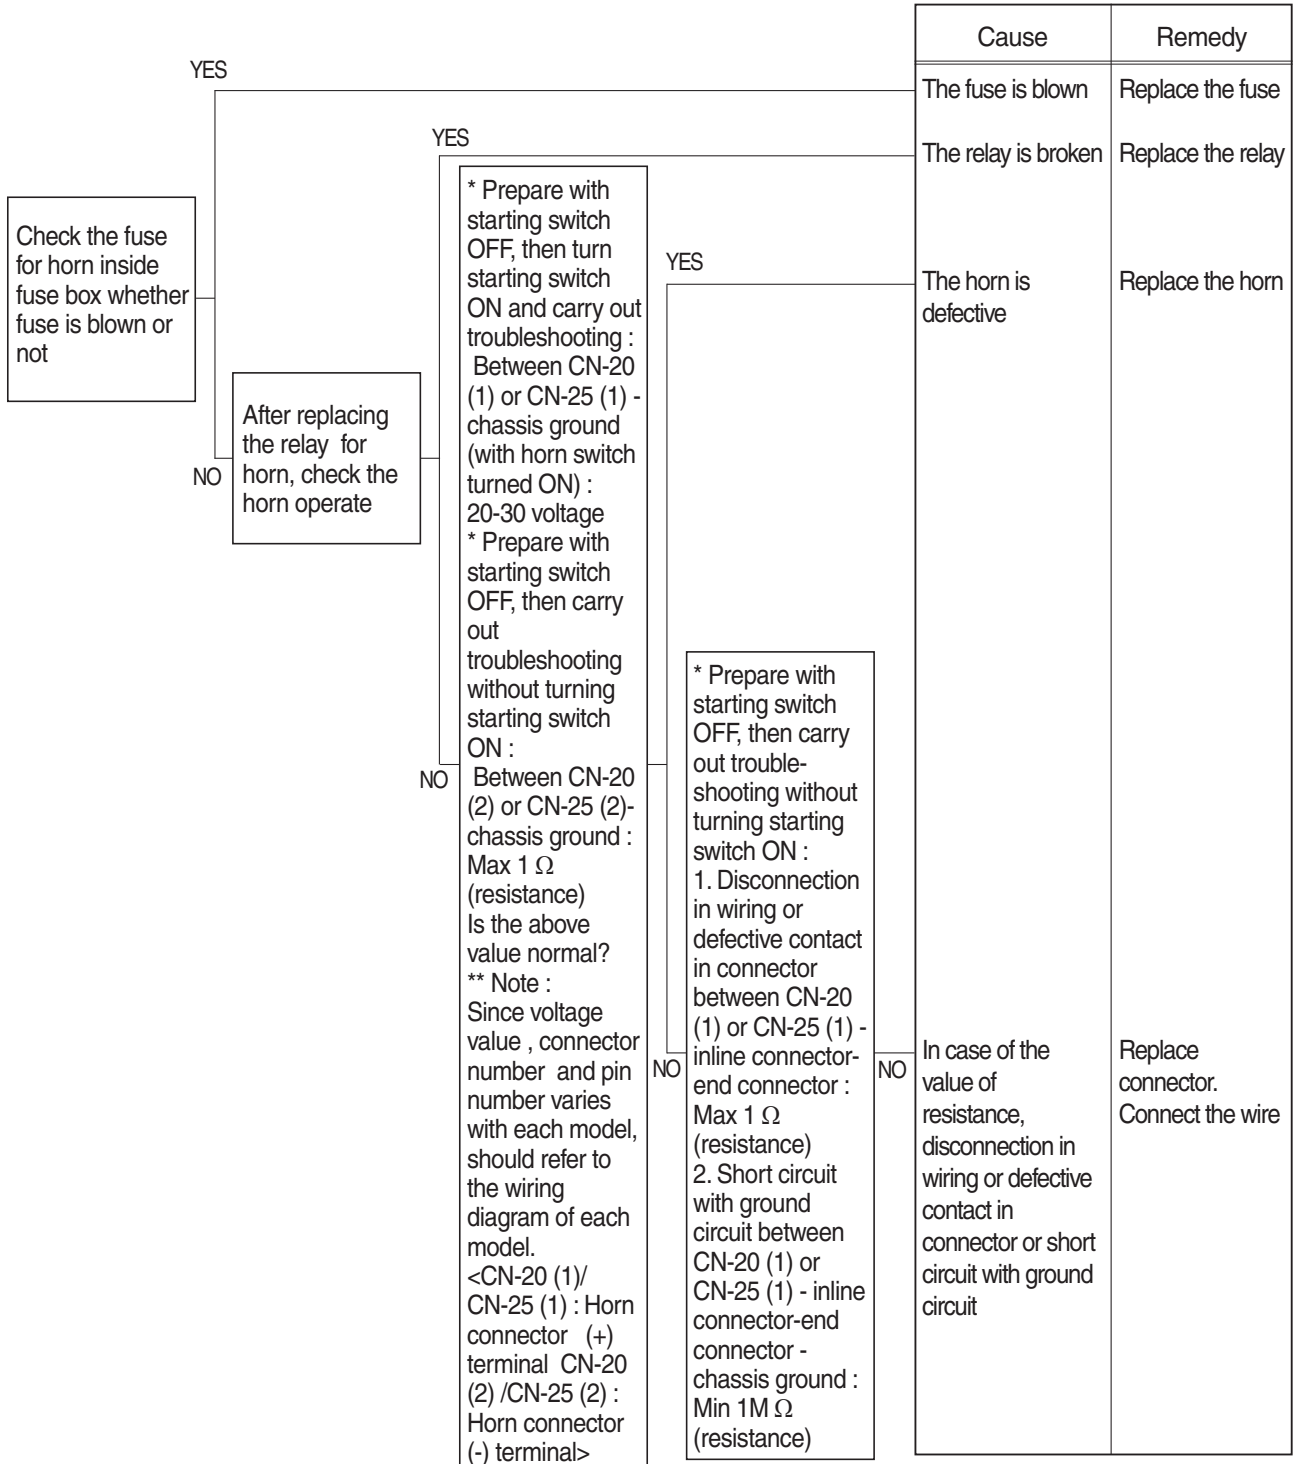 Cause
Remedy
YES
The fuse is blown
Replace the fuse
YES
The relay is broken
Replace the relay
Check the fuse
for horn inside
fuse box whether
fuse is blown or
not
NO
After replacing
the relay for
horn, check the
horn operate
NO
* Prepare with
starting switch
OFF, then turn
starting switch
ON and carry out
troubleshooting :
Between CN-20
(1) or CN-25 (1) -
chassis ground
(with horn switch
turned ON) :
20-30 voltage
* Prepare with
starting switch
OFF, then carry
out
troubleshooting
without turning
starting switch
ON :
Between CN-20
(2) or CN-25 (2)-
chassis ground :
Max 1 Ω
(resistance)
Is the above
value normal?
** Note :
Since voltage
value , connector
number and pin
number varies
with each model,
should refer to
the wiring
diagram of each
model.
<CN-20 (1)/
CN-25 (1) : Horn
connector (+)
terminal CN-20
(2) /CN-25 (2) :
Horn connector
(-) terminal>
YES
The horn is
defective
Replace the horn
NO
* Prepare with
starting switch
OFF, then carry
out trouble-
shooting without
turning starting
switch ON :
1. Disconnection
in wiring or
defective contact
in connector
between CN-20
(1) or CN-25 (1) -
inline connector-
end connector :
Max 1 Ω
(resistance)
2. Short circuit
with ground
circuit between
CN-20 (1) or
CN-25 (1) - inline
connector-end
connector -
chassis ground :
Min 1M Ω
(resistance)
NO
In case of the
value of
resistance,
disconnection in
wiring or defective
contact in
connector or short
circuit with ground
circuit
Replace
connector.
Connect the wire